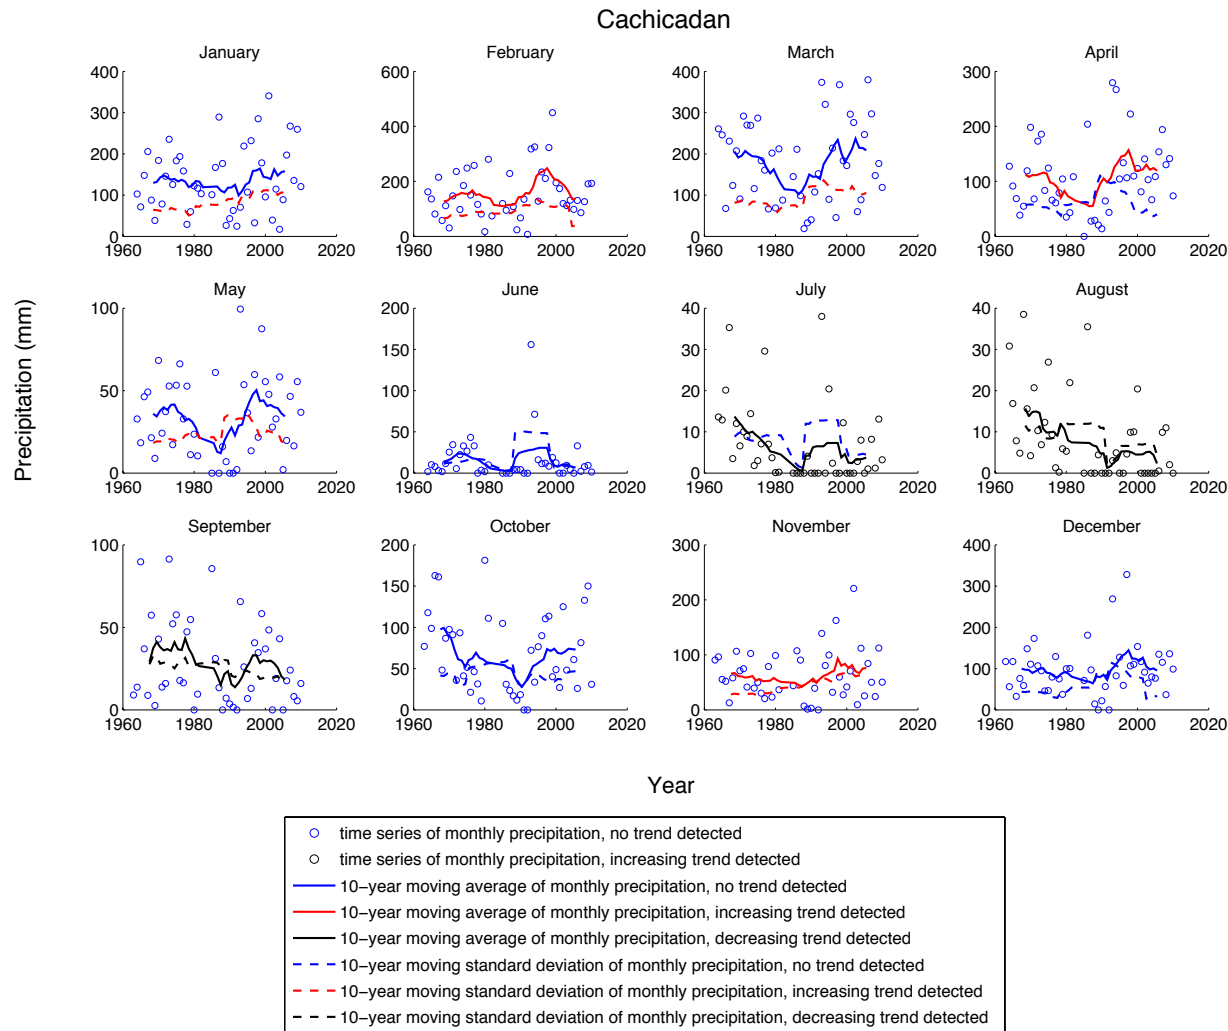 Cachicadan
January February March April
400 600 400 300
300 300
400 200
200 200
200 100
100 100
0 0 0 0
1960 1980 2000 2020 1960 1980 2000 2020 1960 1980 2000 2020 1960 1980 2000 2020
May June July August
100 200 40 40
150 30 30
50 100 20 20
50 10 10
0 0 0 0
1960 1980 2000 2020 1960 1980 2000 2020 1960 1980 2000 2020 1960 1980 2000 2020
Precipitation (mm)
September October November December
100 200 300 400
150 300
200
50 100 200
100
50 100
0 0 0 0
1960 1980 2000 2020 1960 1980 2000 2020 1960 1980 2000 2020 1960 1980 2000 2020
Year
time series of monthly precipitation, no trend detected
time series of monthly precipitation, increasing trend detected
10−year moving average of monthly precipitation, no trend detected
10−year moving average of monthly precipitation, increasing trend detected
10−year moving average of monthly precipitation, decreasing trend detected
10−year moving standard deviation of monthly precipitation, no trend detected
10−year moving standard deviation of monthly precipitation, increasing trend detected
10−year moving standard deviation of monthly precipitation, decreasing trend detected